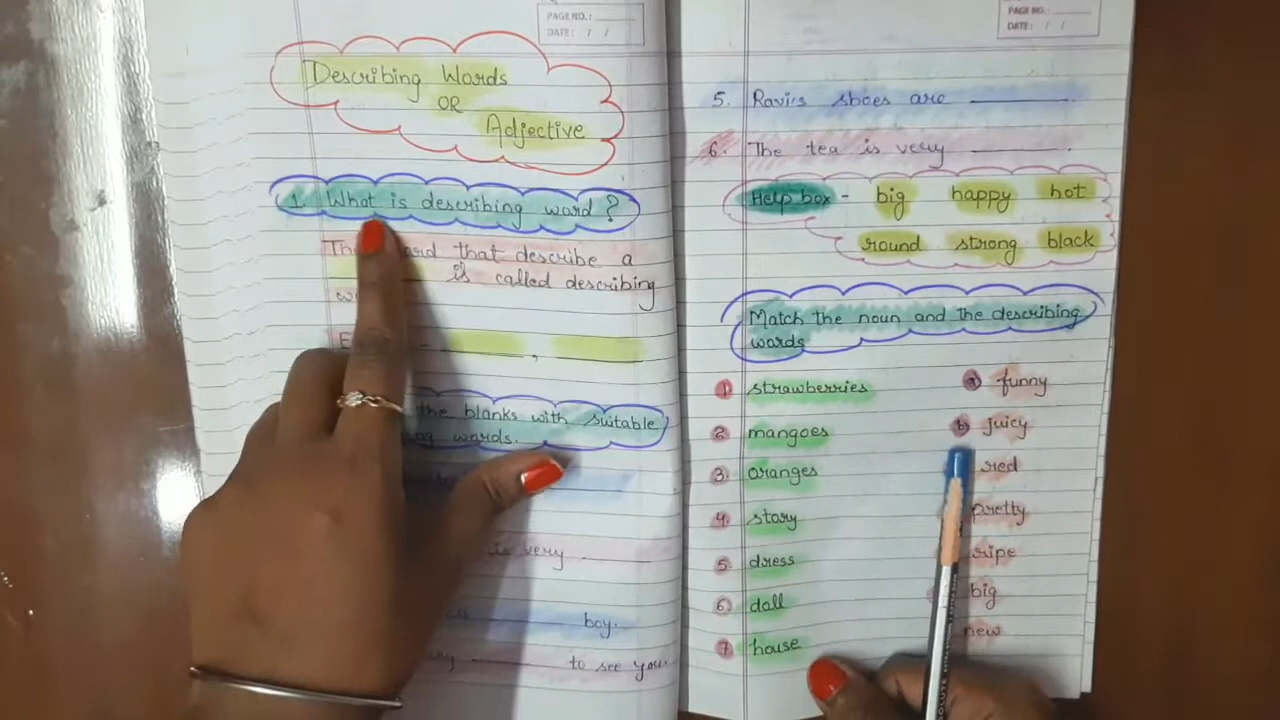 PAGE NO.:
DATE: / /
Describing Words
OR
Adjective
1. What is describing word?
word that describe a
is called describing
,
the blanks with suitable
words.
is very
boy.
to see you.
PAGE NO.:
DATE: / /
5. Ravi's shoes are
6. The tea is very
Help box - big happy hot
round strong black
Match the noun and the describing
words
1 strawberries a) funny
2 mangoes b) juicy
3. oranges red
4 story pretty
5 dress ripe
6 doll big
7 house new